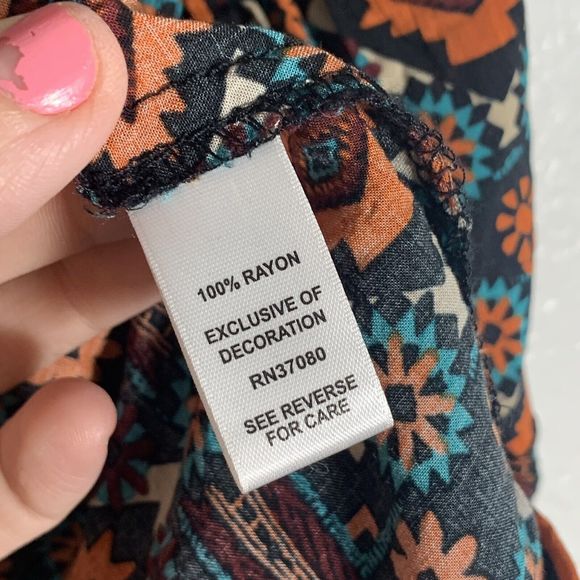 100% RAYON
EXCLUSIVE OF
DECORATION
RN37080
SEE REVERSE
FOR CARE